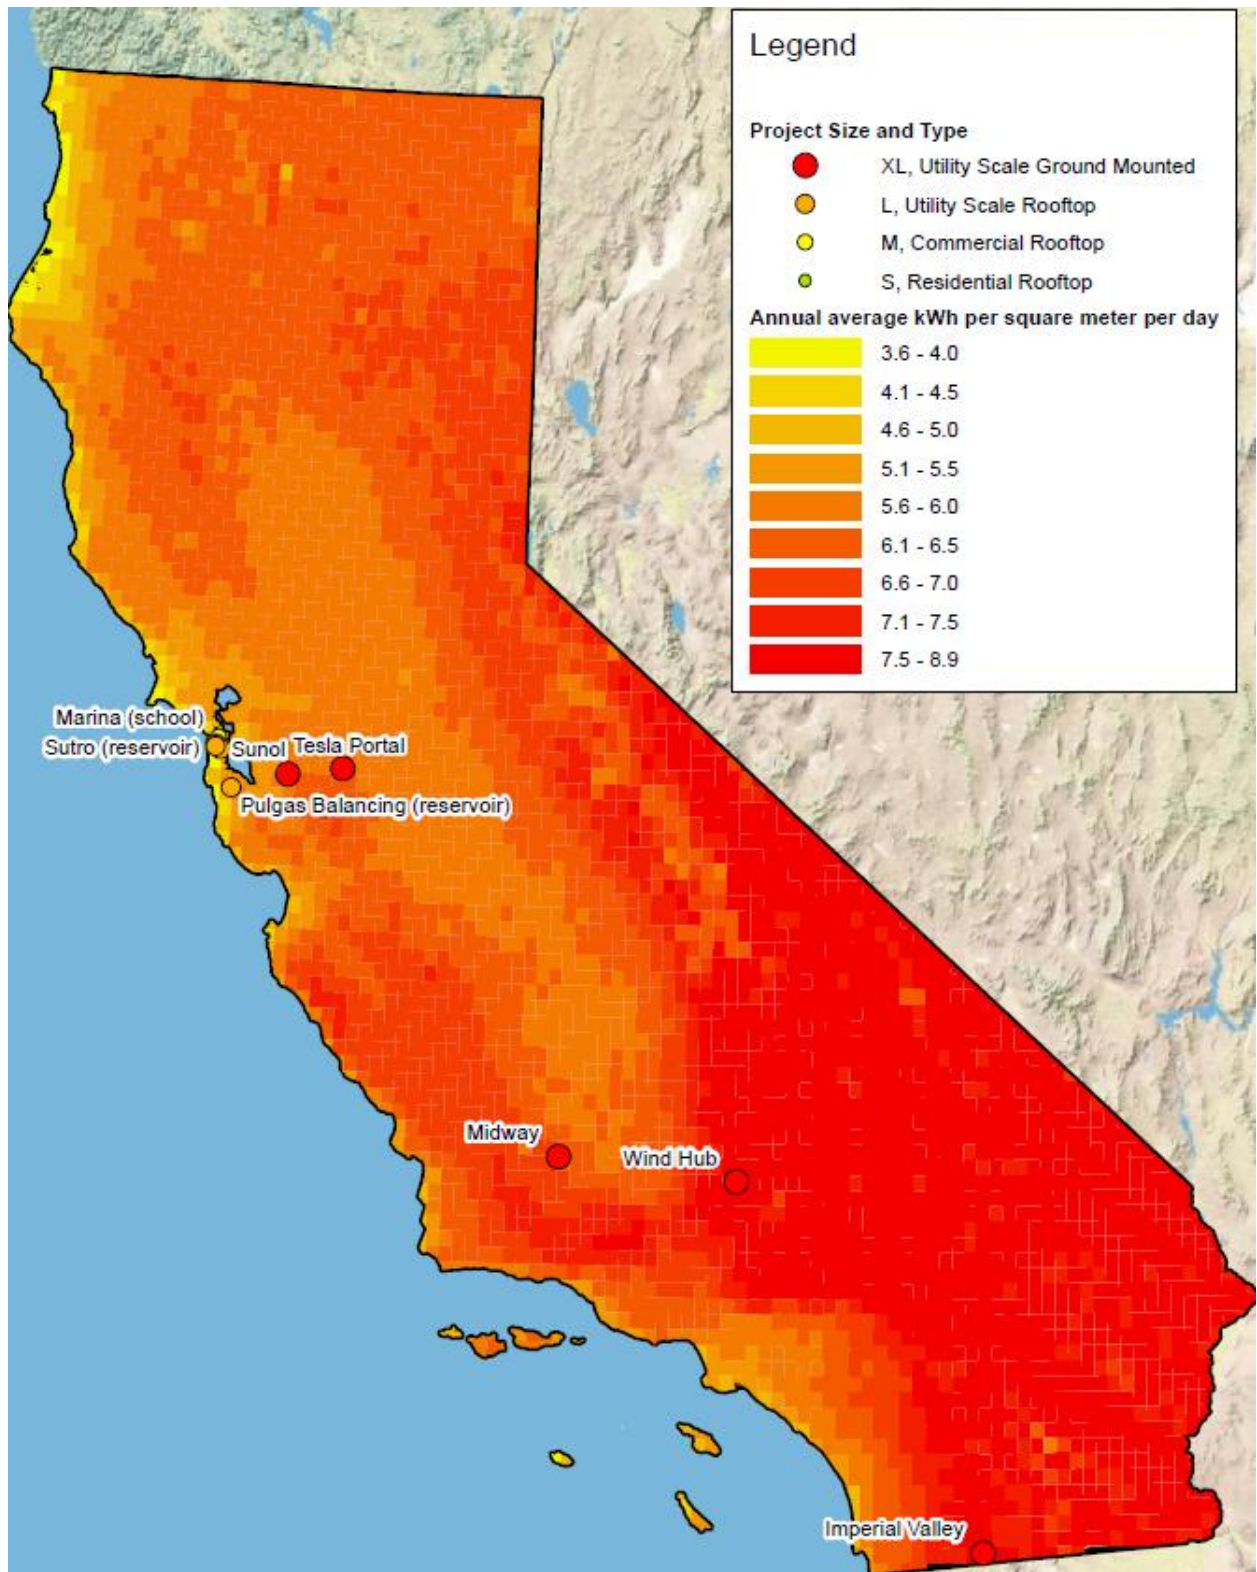 Legend
Project Size and Type
XL, Utility Scale Ground Mounted
L, Utility Scale Rooftop
M, Commercial Rooftop
S, Residential Rooftop
Annual average kWh per square meter per day
3.6 - 4.0
4.1 - 4.5
4.6 - 5.0
5.1 - 5.5
5.6 - 6.0
6.1 - 6.5
6.6 - 7.0
7.1 - 7.5
7.5 - 8.9
Marina (school)
Sutro (reservoir)
Sunol
Tesla Portal
Pulgas Balancing (reservoir)
Midway
Wind Hub
Imperial Valley